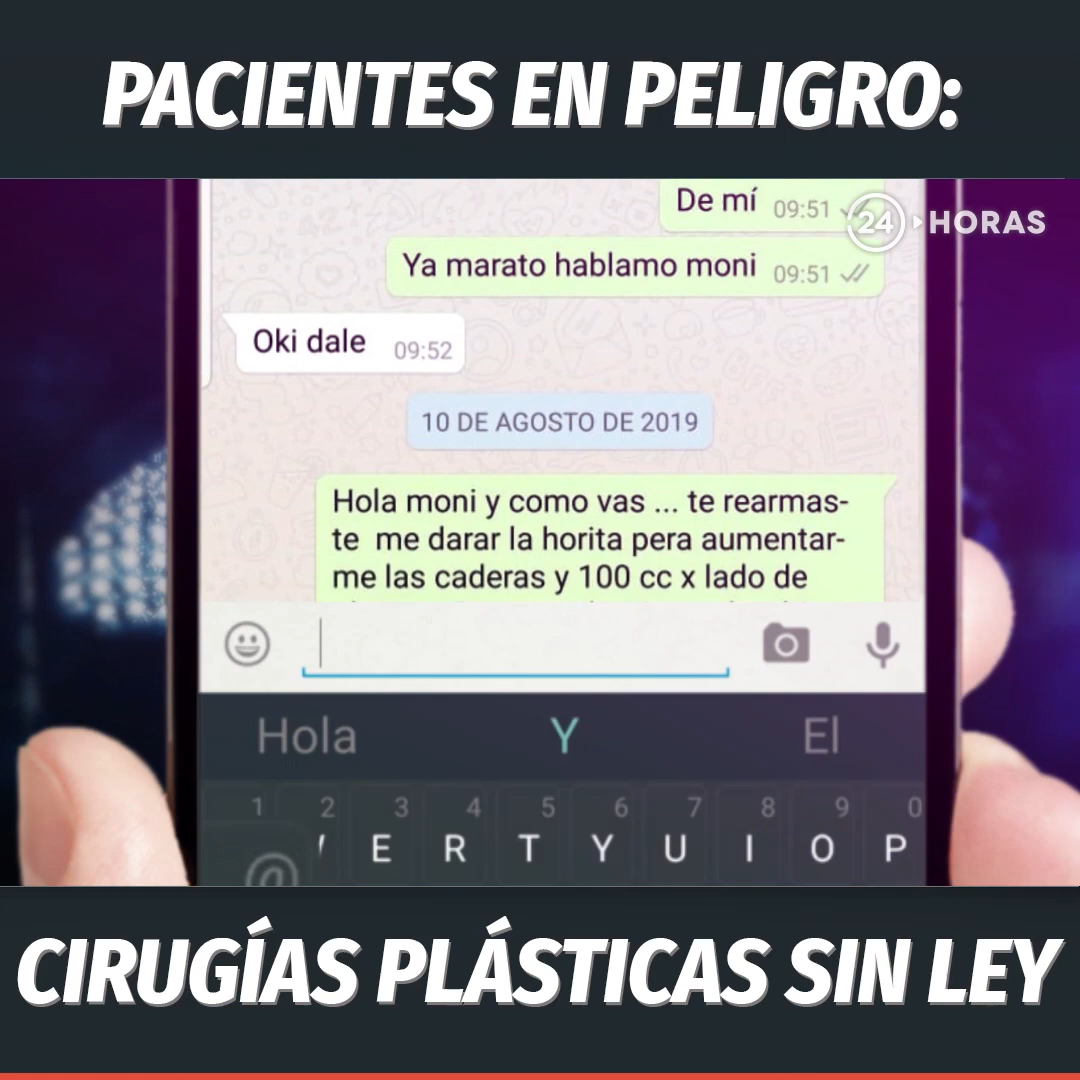 PACIENTES EN PELIGRO:
De mí 09:51
24 HORAS
Ya marato hablamo moni 09:51
Oki dale 09:52
10 DE AGOSTO DE 2019
Hola moni y como vas ... te rearmas-
te me darar la horita pera aumentar-
me las caderas y 100 cc x lado de
Hola Y El
1 2 3 4 5 6 7 8 9 0
E R T Y U I O P
@
CIRUGÍAS PLÁSTICAS SIN LEY